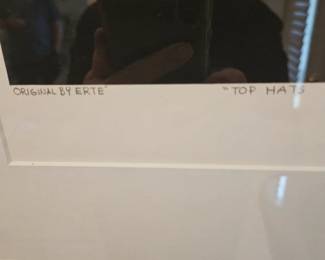 ORIGINAL BY ERTE" "TOP HATS